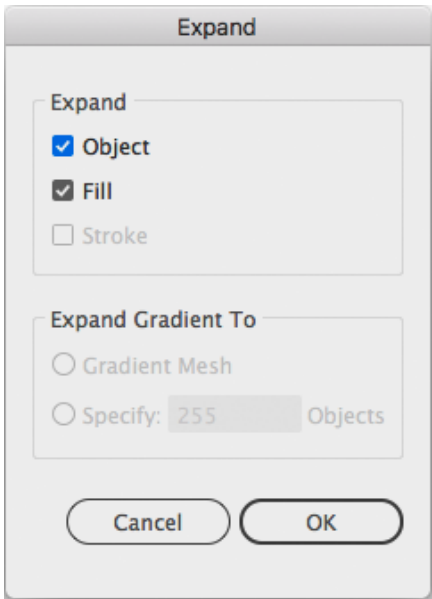 Expand
Expand
Object
Fill
Stroke
Expand Gradient To
Gradient Mesh
Specify: 255 Objects
Cancel OK